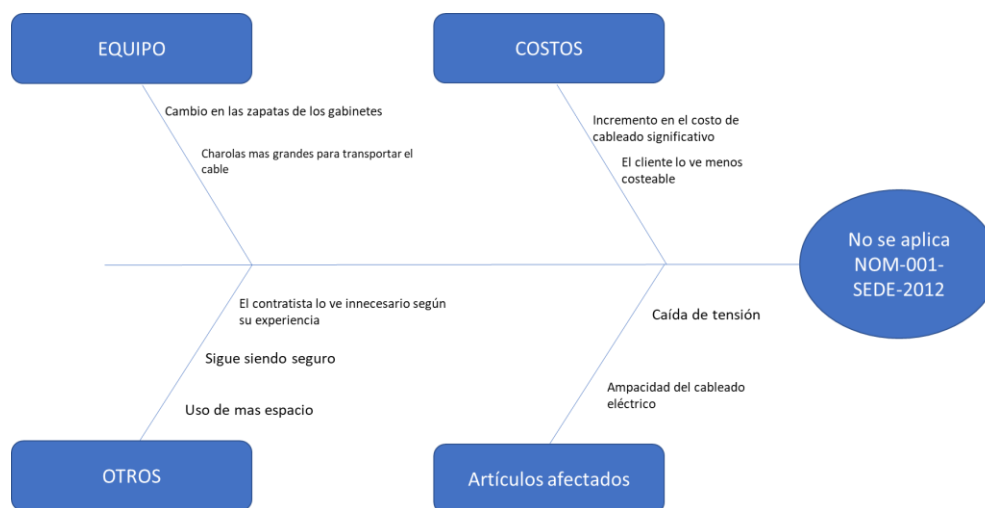 EQUIPO
COSTOS
Cambio en las zapatas de los gabinetes
Charolas mas grandes para transportar el
cable
Incremento en el costo de
cableado significativo
El cliente lo ve menos
costeable
No se aplica
NOM-001-
SEDE-2012
El contratista lo ve innecesario según
su experiencia
Sigue siendo seguro
Uso de mas espacio
Caída de tensión
Ampacidad del cableado
eléctrico
OTROS
Artículos afectados